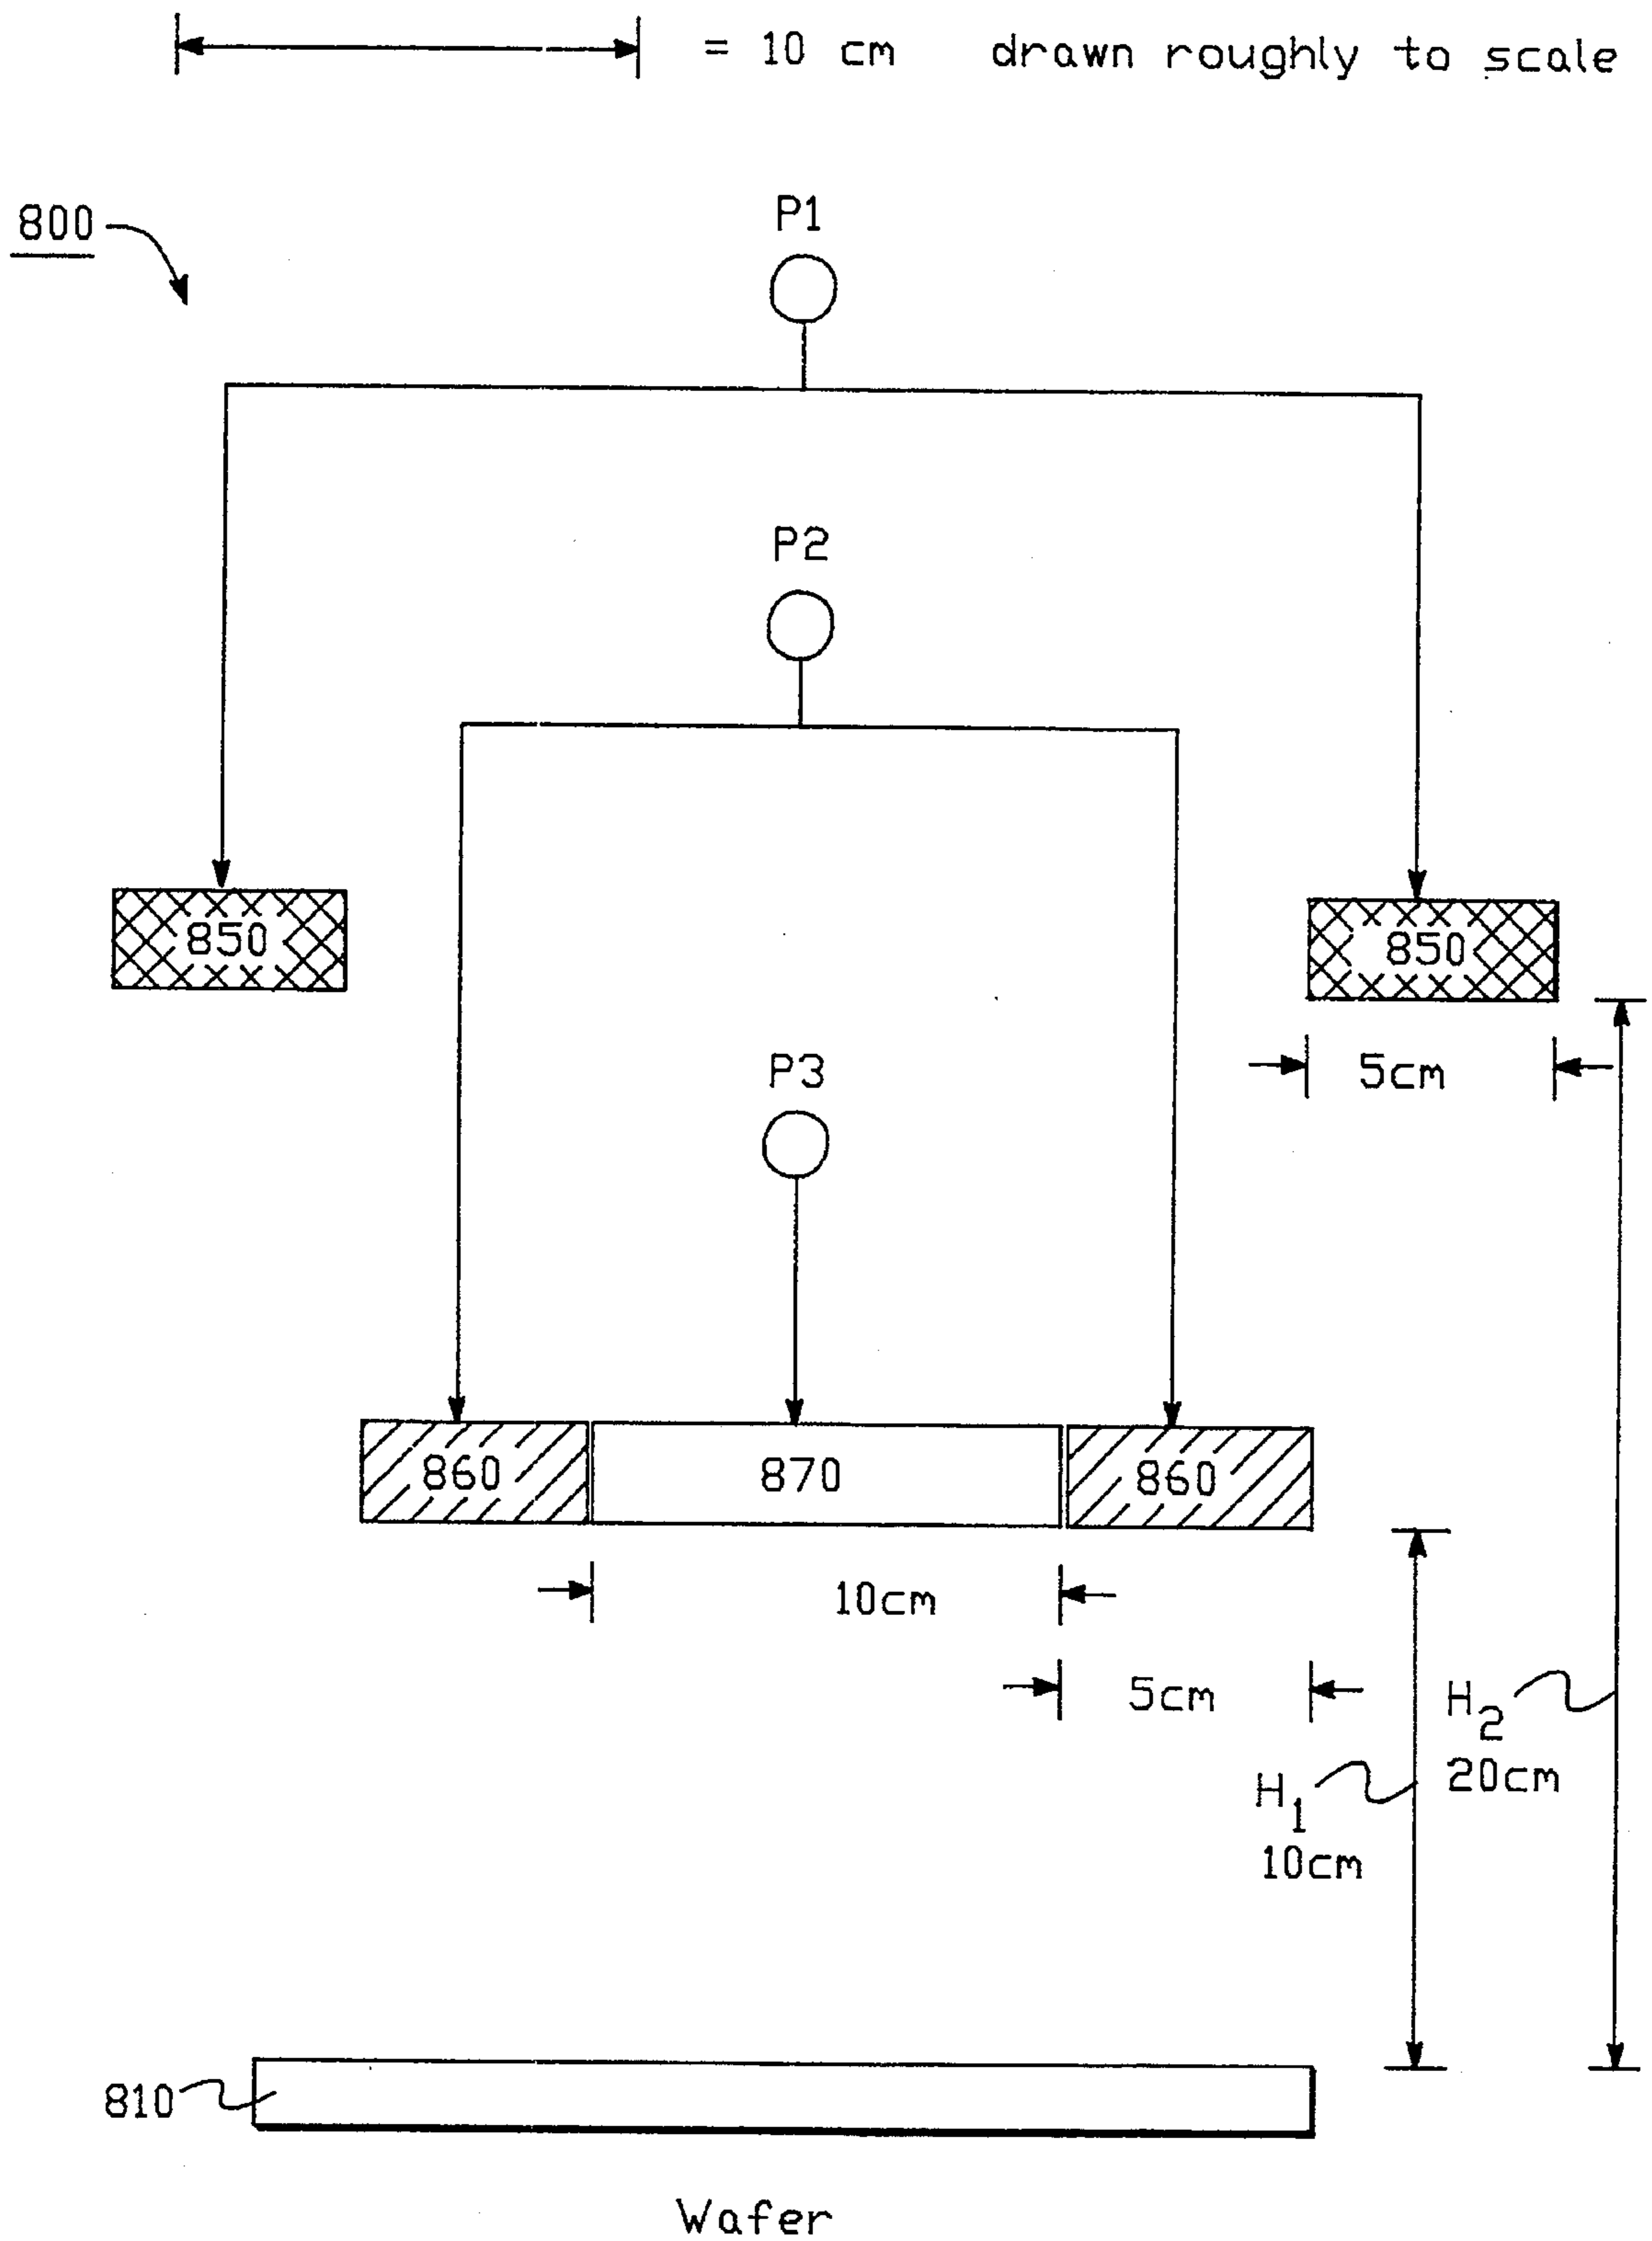 = 10 cm drawn roughly to scale
800
P1
P2
850
850
P3
5cm
860
870
860
10cm
5cm
H2
20cm
H1
10cm
810
Wafer